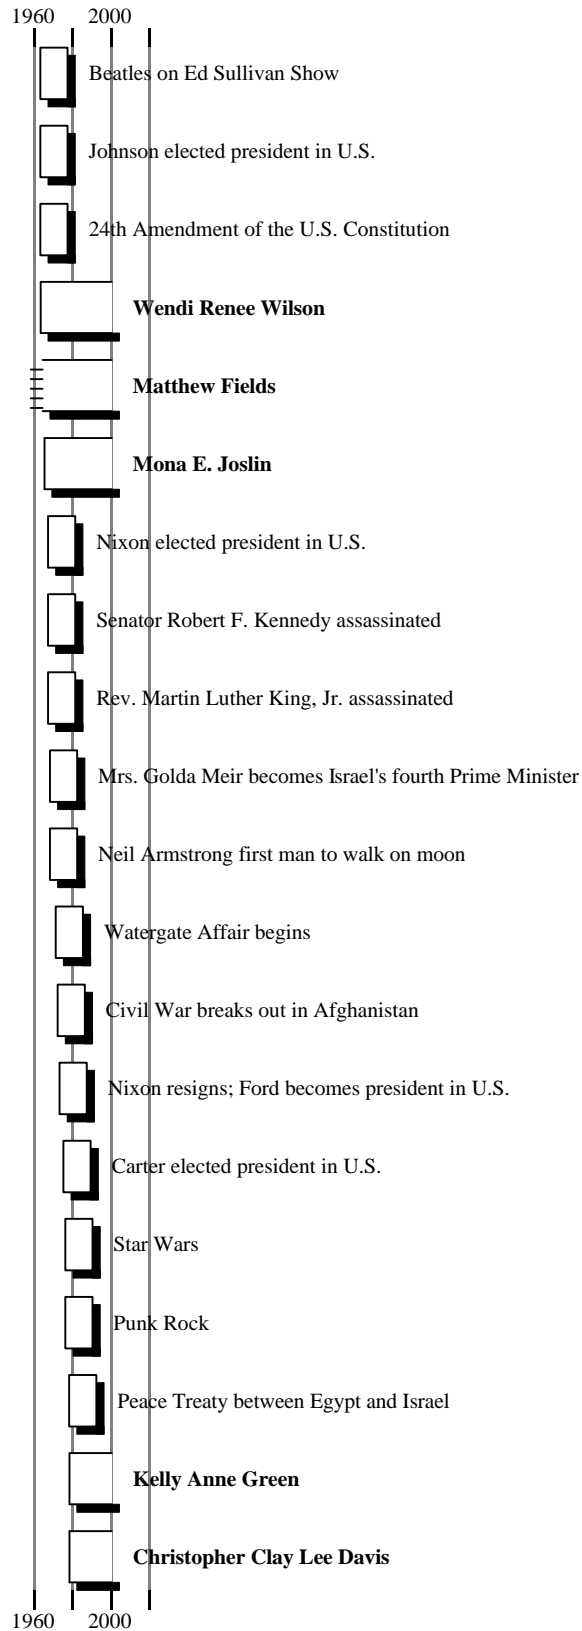 1960 2000
Beatles on Ed Sullivan Show
Johnson elected president in U.S.
24th Amendment of the U.S. Constitution
Wendi Renee Wilson
Matthew Fields
Mona E. Joslin
Nixon elected president in U.S.
Senator Robert F. Kennedy assassinated
Rev. Martin Luther King, Jr. assassinated
Mrs. Golda Meir becomes Israel's fourth Prime Minister
Neil Armstrong first man to walk on moon
Watergate Affair begins
Civil War breaks out in Afghanistan
Nixon resigns; Ford becomes president in U.S.
Carter elected president in U.S.
Star Wars
Punk Rock
Peace Treaty between Egypt and Israel
Kelly Anne Green
Christopher Clay Lee Davis
1960 2000